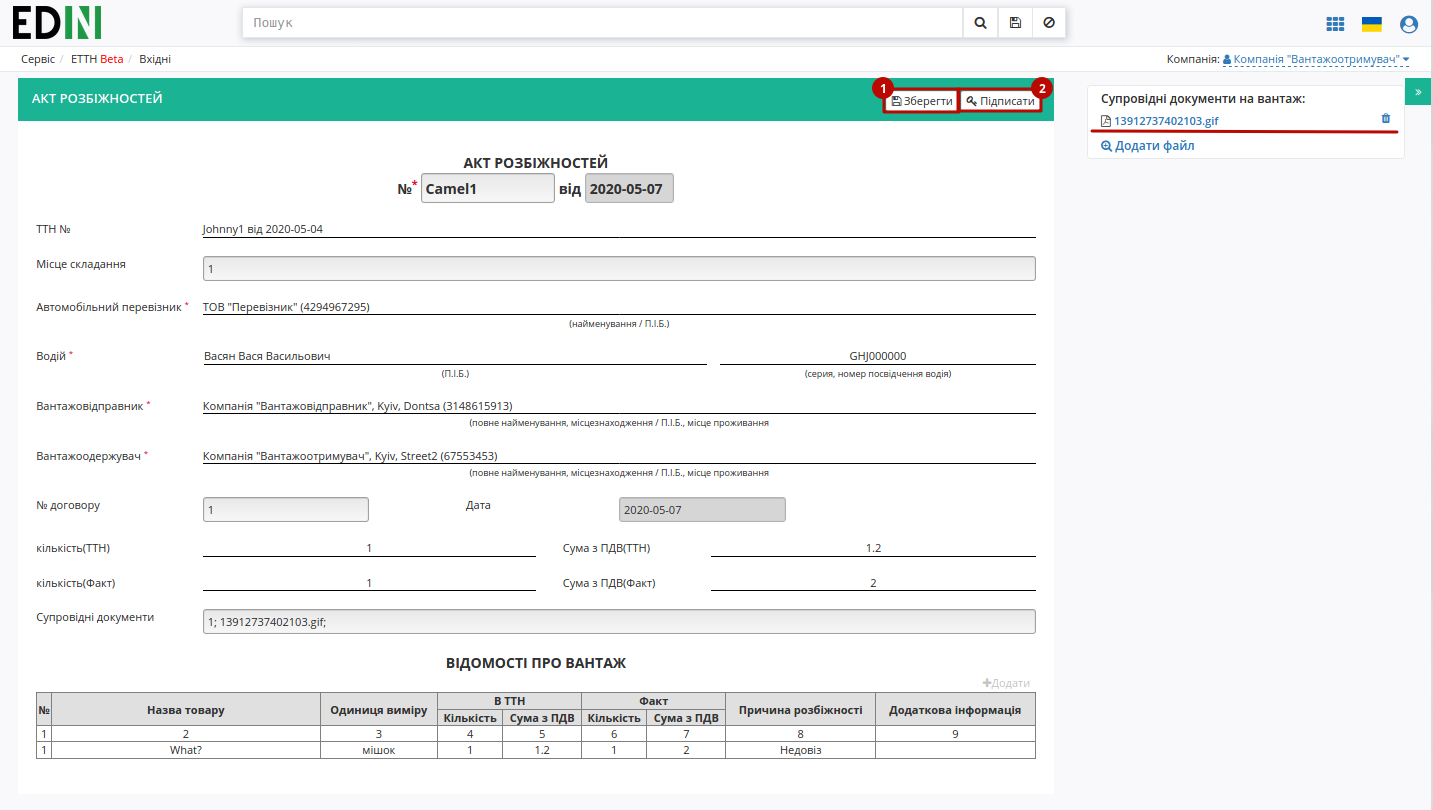 EDIN
Пошук
Сервіс / ЕТТН Beta / Вхідні
Компанія: Компанія "Вантажоотримувач"
АКТ РОЗБІЖНОСТЕЙ
1 Зберегти 2 Підписати
»
Супровідні документи на вантаж:
13912737402103.gif
Додати файл
АКТ РОЗБІЖНОСТЕЙ
№* Camel1 від 2020-05-07
ТТН № Johnny1 від 2020-05-04
Місце складання 1
Автомобільний перевізник * ТОВ "Перевізник" (4294967295)
(найменування / П.І.Б.)
Водій * Васян Вася Васильович GHJ000000
(П.І.Б.) (серия, номер посвідчення водія)
Вантажовідправник * Компанія "Вантажовідправник", Kyiv, Dontsa (3148615913)
(повне найменування, місцезнаходження / П.І.Б., місце проживання
Вантажоодержувач * Компанія "Вантажоотримувач", Kyiv, Street2 (67553453)
(повне найменування, місцезнаходження / П.І.Б., місце проживання
№ договору 1 Дата 2020-05-07
кількість(ТТН) 1 Сума з ПДВ(ТТН) 1.2
кількість(Факт) 1 Сума з ПДВ(Факт) 2
Супровідні документи 1; 13912737402103.gif;
ВІДОМОСТІ ПРО ВАНТАЖ
Додати
№ Назва товару Одиниця виміру В ТТН Факт Причина розбіжності Додаткова інформація
Кількість Сума з ПДВ Кількість Сума з ПДВ
1 2 3 4 5 6 7 8 9
1 What? мішок 1 1.2 1 2 Недовіз